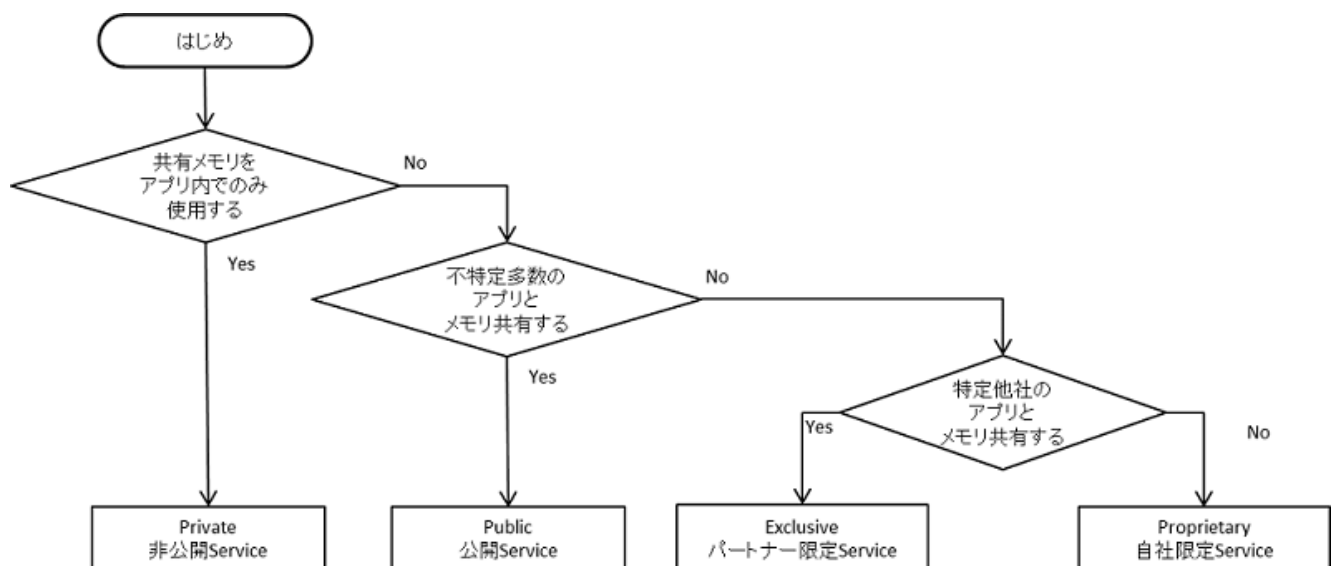 はじめ
共有メモリを
アプリ内でのみ
使用する
No
Yes
不特定多数の
アプリと
メモリ共有する
No
Yes
特定他社の
アプリと
メモリ共有する
Yes
No
Private
非公開Service
Public
公開Service
Exclusive
パートナー限定Service
Proprietary
自社限定Service